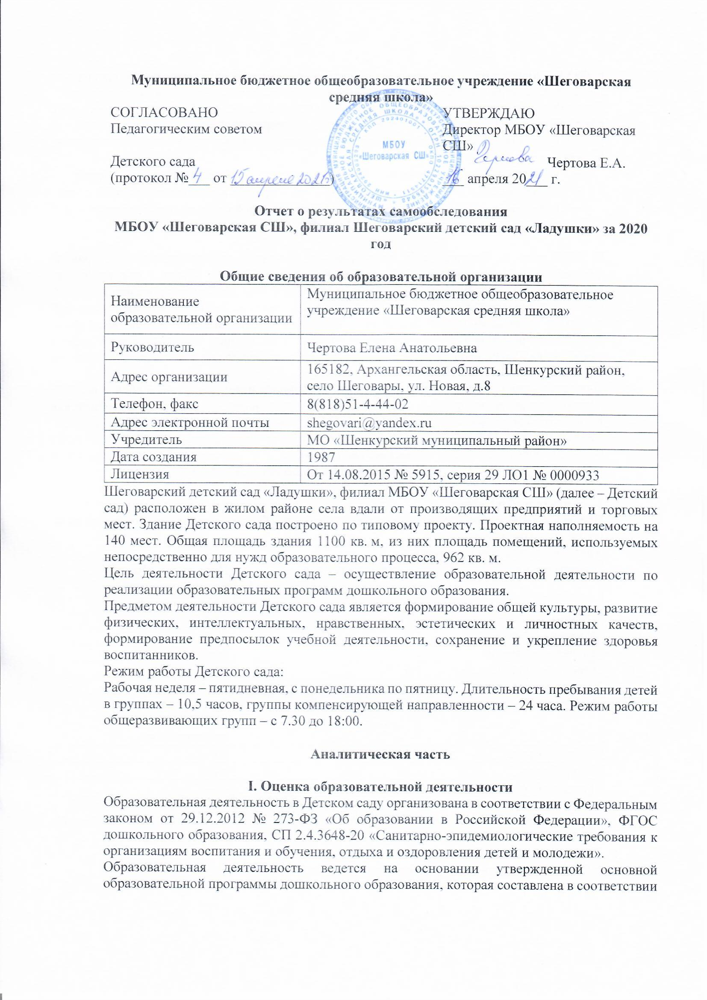 Муниципальное бюджетное общеобразовательное учреждение «Шеговарская
средняя школа»
СОГЛАСОВАНО
Педагогическим советом
Детского сада
(протокол № 4 от 15 апреля 2021г.)
УТВЕРЖДАЮ
Директор МБОУ «Шеговарская
СШ»
Чертова Е.А.
16 апреля 2021 г.
МБОУ
«Шеговарская СШ»
Отчет о результатах самообследования
МБОУ «Шеговарская СШ», филиал Шеговарский детский сад «Ладушки» за 2020
год
Общие сведения об образовательной организации
Наименование
образовательной организации
Муниципальное бюджетное общеобразовательное
учреждение «Шеговарская средняя школа»
Руководитель
Чертова Елена Анатольевна
Адрес организации
165182, Архангельская область, Шенкурский район,
село Шеговары, ул. Новая, д.8
Телефон, факс
8(818)51-4-44-02
Адрес электронной почты
shegovari@yandex.ru
Учредитель
МО «Шенкурский муниципальный район»
Дата создания
1987
Лицензия
От 14.08.2015 № 5915, серия 29 ЛО1 № 0000933
Шеговарский детский сад «Ладушки», филиал МБОУ «Шеговарская СШ» (далее – Детский
сад) расположен в жилом районе села вдали от производящих предприятий и торговых
мест. Здание Детского сада построено по типовому проекту. Проектная наполняемость на
140 мест. Общая площадь здания 1100 кв. м, из них площадь помещений, используемых
непосредственно для нужд образовательного процесса, 962 кв. м.
Цель деятельности Детского сада – осуществление образовательной деятельности по
реализации образовательных программ дошкольного образования.
Предметом деятельности Детского сада является формирование общей культуры, развитие
физических, интеллектуальных, нравственных, эстетических и личностных качеств,
формирование предпосылок учебной деятельности, сохранение и укрепление здоровья
воспитанников.
Режим работы Детского сада:
Рабочая неделя – пятидневная, с понедельника по пятницу. Длительность пребывания детей
в группах – 10,5 часов, группы компенсирующей направленности – 24 часа. Режим работы
общеразвивающих групп – с 7.30 до 18:00.
Аналитическая часть
I. Оценка образовательной деятельности
Образовательная деятельность в Детском саду организована в соответствии с Федеральным
законом от 29.12.2012 № 273-ФЗ «Об образовании в Российской Федерации», ФГОС
дошкольного образования, СП 2.4.3648-20 «Санитарно-эпидемиологические требования к
организациям воспитания и обучения, отдыха и оздоровления детей и молодежи».
Образовательная деятельность ведется на основании утвержденной основной
образовательной программы дошкольного образования, которая составлена в соответствии